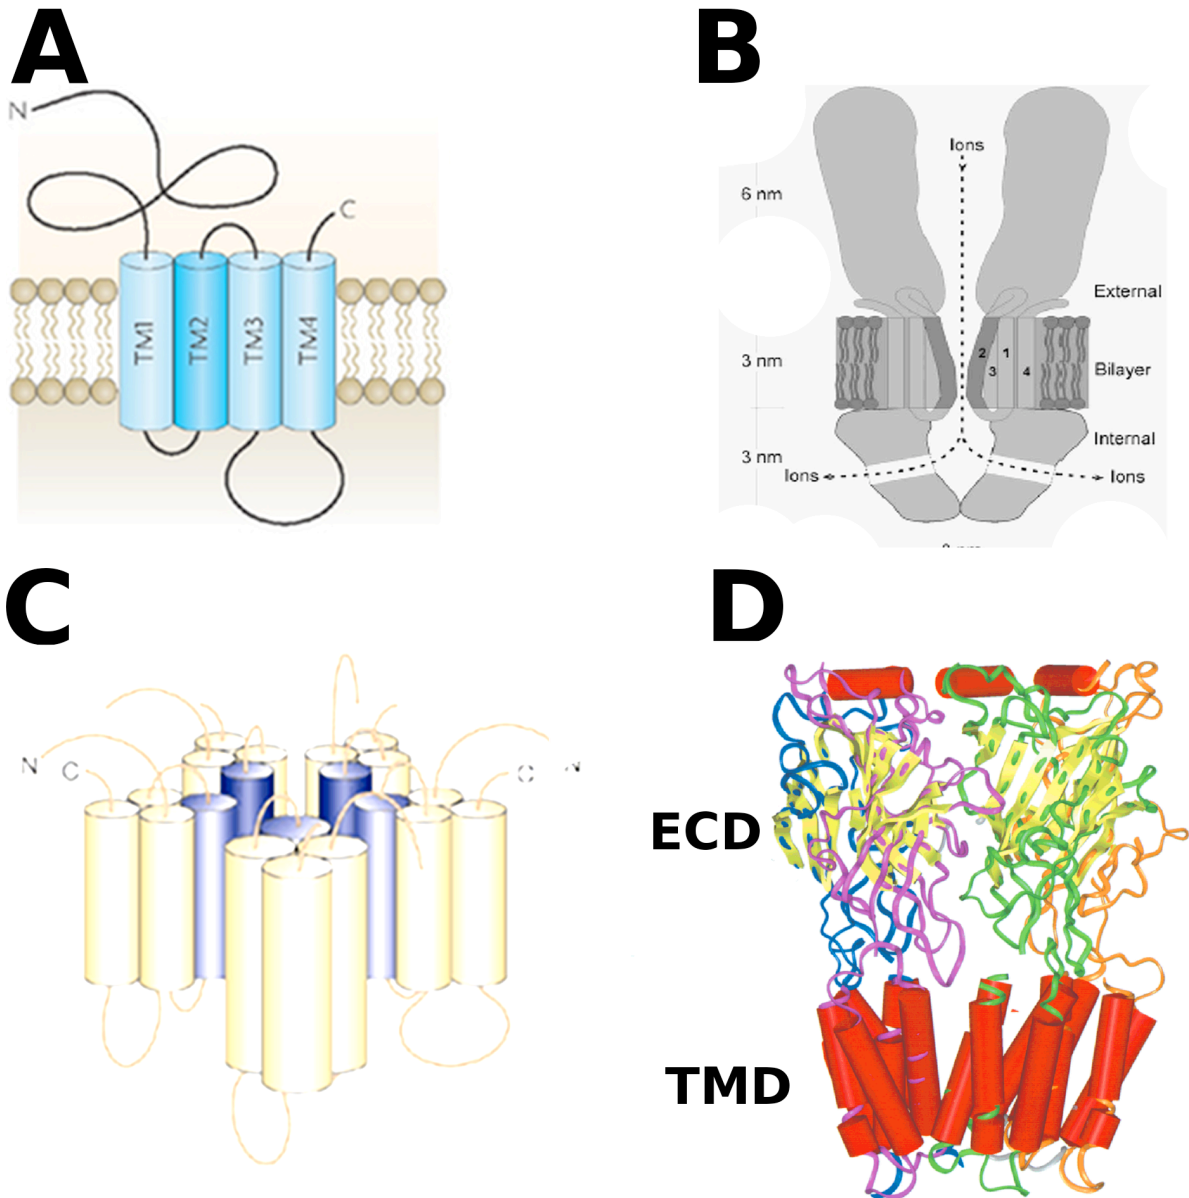 A
N
C
TM1
TM2
TM3
TM4
B
Ions
6 nm
External
3 nm
2
1
3
4
Bilayer
Internal
3 nm
Ions
Ions
C
N
C
C
N
D
ECD
TMD